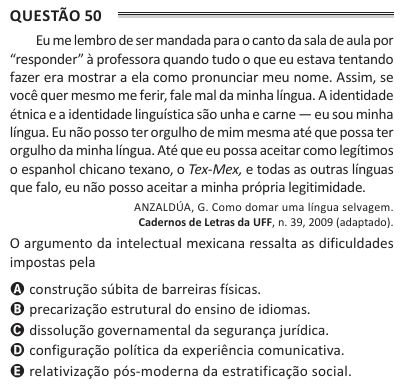 QUESTÃO 50
Eu me lembro de ser mandada para o canto da sala de aula por
“responder” à professora quando tudo o que eu estava tentando
fazer era mostrar a ela como pronunciar meu nome. Assim, se
você quer mesmo me ferir, fale mal da minha língua. A identidade
étnica e a identidade linguística são unha e carne — eu sou minha
língua. Eu não posso ter orgulho de mim mesma até que possa ter
orgulho da minha língua. Até que eu possa aceitar como legítimos
o espanhol chicano texano, o Tex-Mex, e todas as outras línguas
que falo, eu não posso aceitar a minha própria legitimidade.
ANZALDÚA, G. Como domar uma língua selvagem.
Cadernos de Letras da UFF, n. 39, 2009 (adaptado).
O argumento da intelectual mexicana ressalta as dificuldades
impostas pela
A construção súbita de barreiras físicas.
B precarização estrutural do ensino de idiomas.
C dissolução governamental da segurança jurídica.
D configuração política da experiência comunicativa.
E relativização pós-moderna da estratificação social.